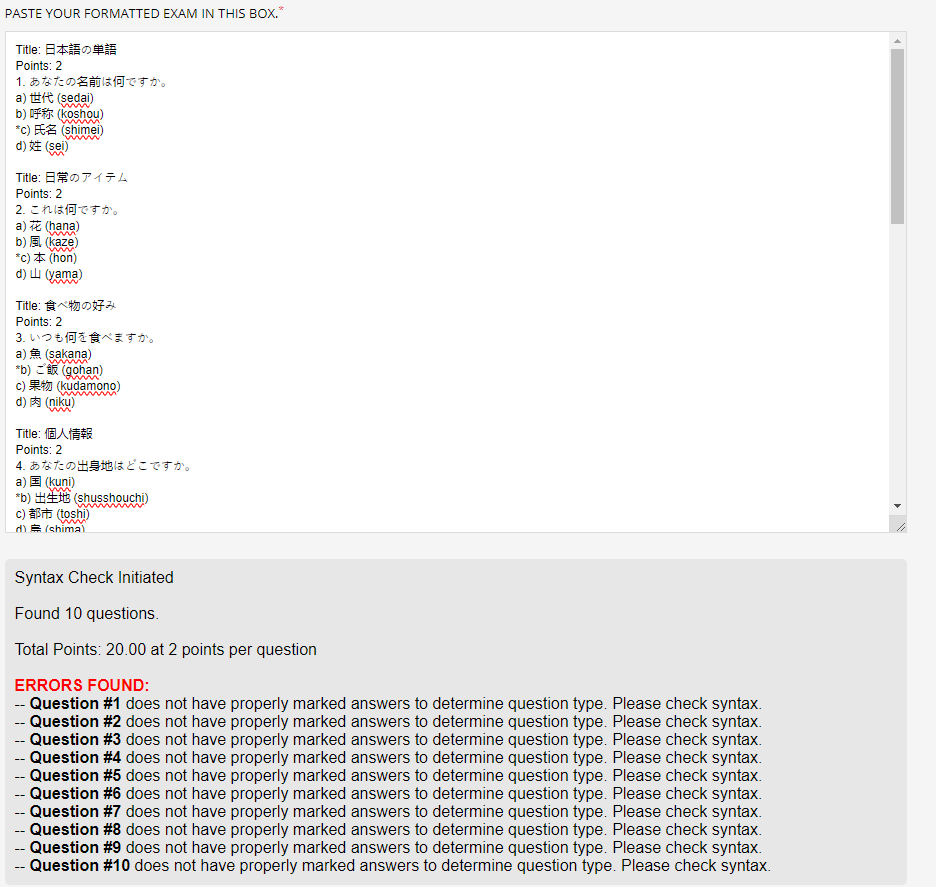 PASTE YOUR FORMATTED EXAM IN THIS BOX.*
Title: 日本語の単語
Points: 2
1. あなたの名前は何ですか。
a) 世代 (sedai)
b) 呼称 (koshou)
*c) 氏名 (shimei)
d) 姓 (sei)
Title: 日常のアイテム
Points: 2
2. これは何ですか。
a) 花 (hana)
b) 風 (kaze)
*c) 本 (hon)
d) 山 (yama)
Title: 食べ物の好み
Points: 2
3. いつも何を食べますか。
a) 魚 (sakana)
*b) ご飯 (gohan)
c) 果物 (kudamono)
d) 肉 (niku)
Title: 個人情報
Points: 2
4. あなたの出身地はどこですか。
a) 国 (kuni)
*b) 出生地 (shusshouchi)
c) 都市 (toshi)
d) 島 (shima)
Syntax Check Initiated
Found 10 questions.
Total Points: 20.00 at 2 points per question
ERRORS FOUND:
-- Question #1 does not have properly marked answers to determine question type. Please check syntax.
-- Question #2 does not have properly marked answers to determine question type. Please check syntax.
-- Question #3 does not have properly marked answers to determine question type. Please check syntax.
-- Question #4 does not have properly marked answers to determine question type. Please check syntax.
-- Question #5 does not have properly marked answers to determine question type. Please check syntax.
-- Question #6 does not have properly marked answers to determine question type. Please check syntax.
-- Question #7 does not have properly marked answers to determine question type. Please check syntax.
-- Question #8 does not have properly marked answers to determine question type. Please check syntax.
-- Question #9 does not have properly marked answers to determine question type. Please check syntax.
-- Question #10 does not have properly marked answers to determine question type. Please check syntax.